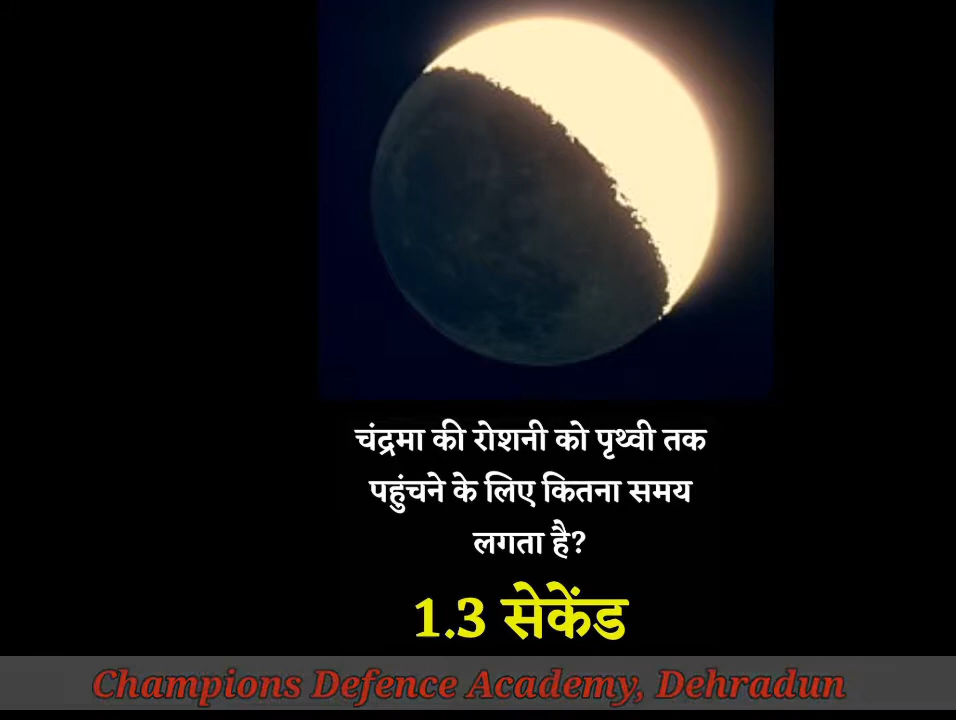 चंद्रमा की रोशनी को पृथ्वी तक
पहुंचने के लिए कितना समय
लगता है?
1.3 सेकेंड
Champions Defence Academy, Dehradun